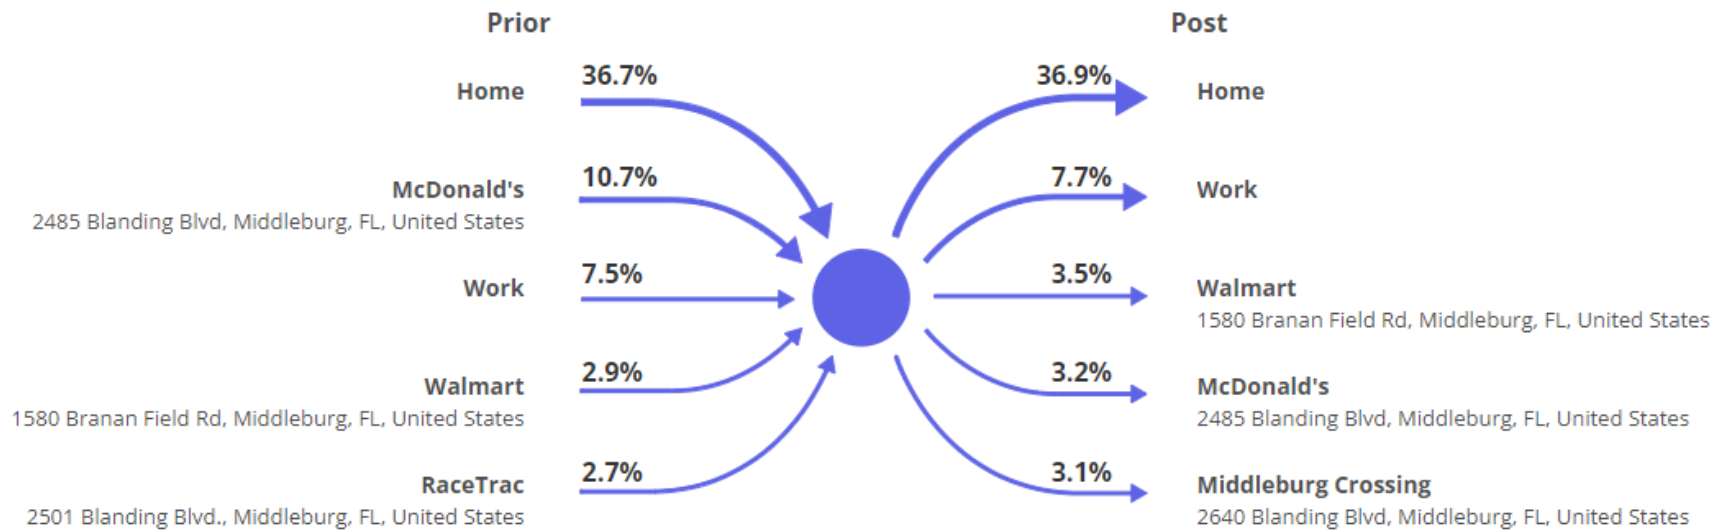 Prior
Post
36.7%
Home
10.7%
McDonald's
2485 Blanding Blvd, Middleburg, FL, United States
7.5%
Work
2.9%
Walmart
1580 Branan Field Rd, Middleburg, FL, United States
2.7%
RaceTrac
2501 Blanding Blvd., Middleburg, FL, United States
36.9%
Home
7.7%
Work
3.5%
Walmart
1580 Branan Field Rd, Middleburg, FL, United States
3.2%
McDonald's
2485 Blanding Blvd, Middleburg, FL, United States
3.1%
Middleburg Crossing
2640 Blanding Blvd, Middleburg, FL, United States